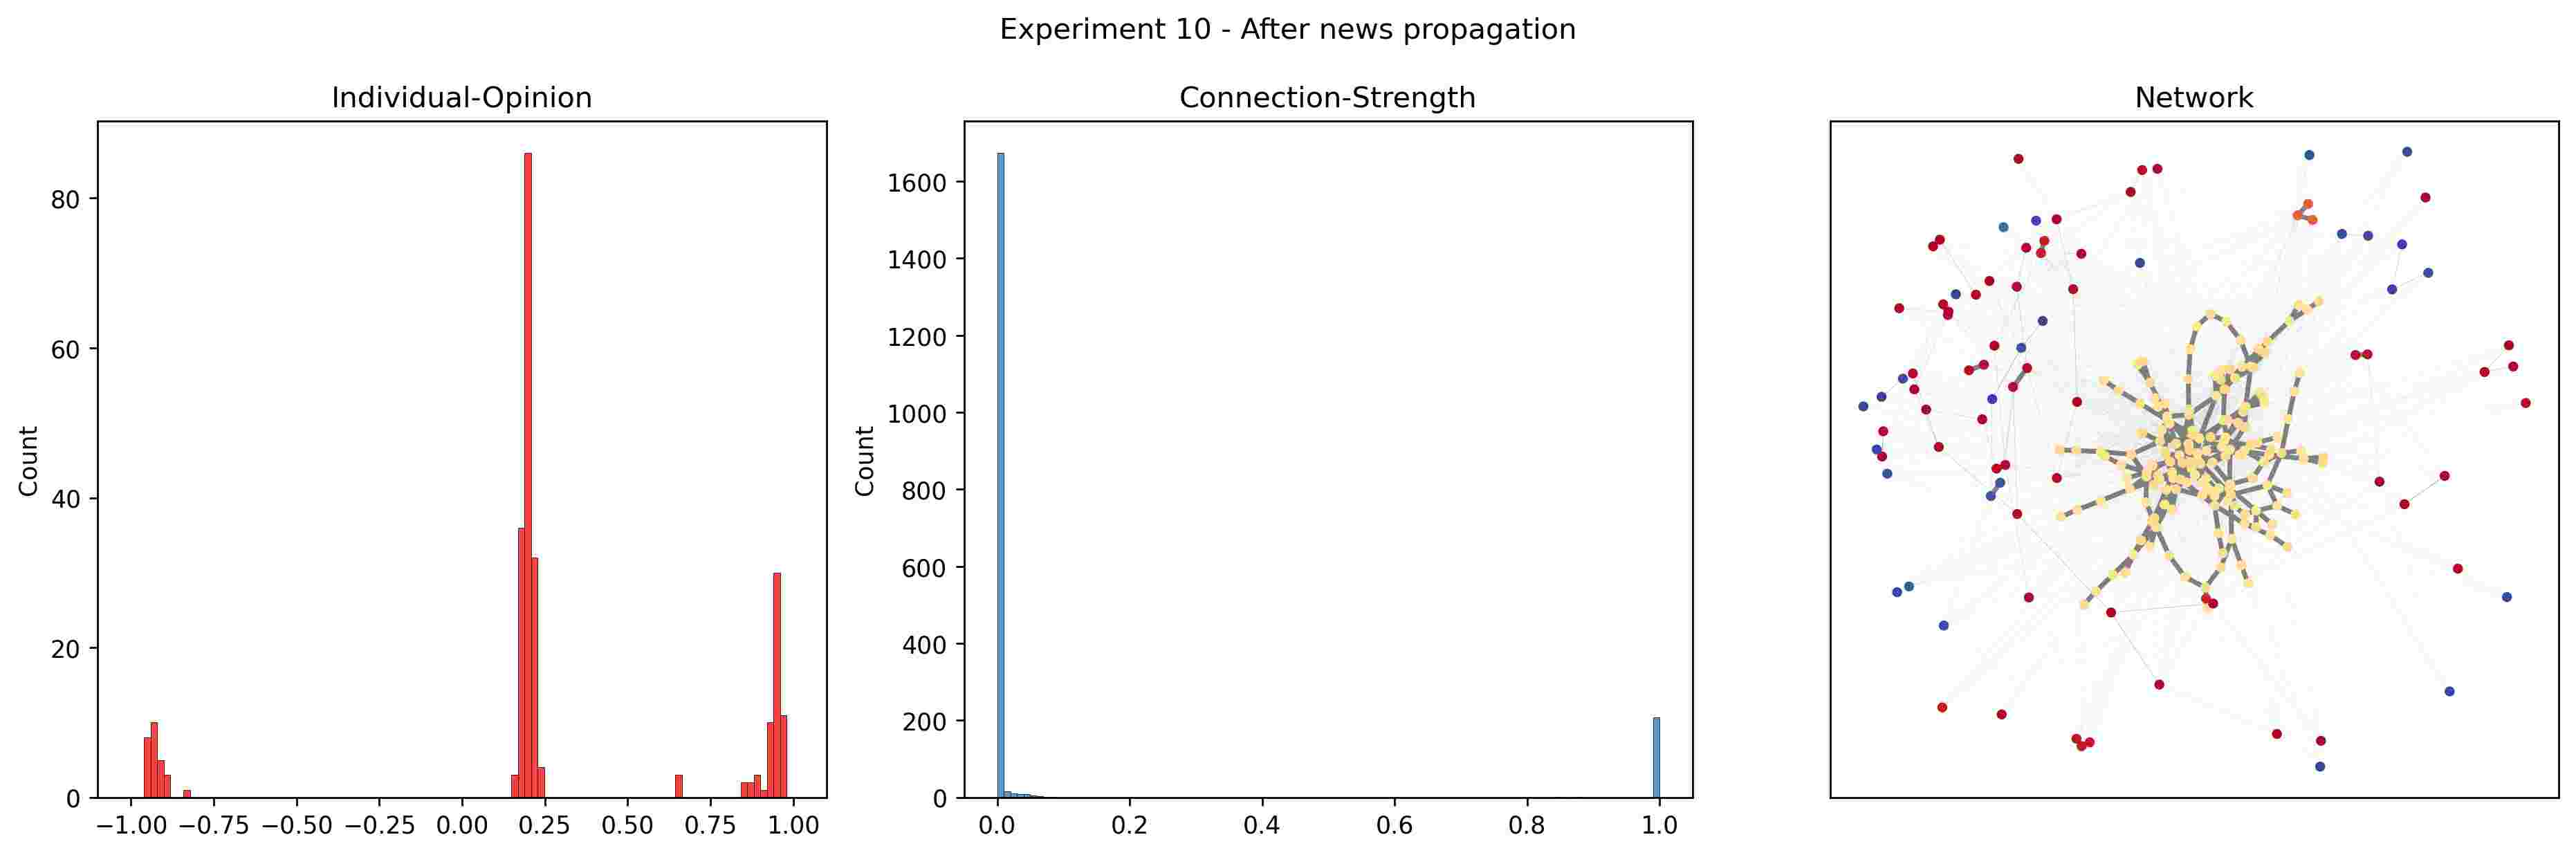 Experiment 10 - After news propagation
Individual-Opinion
Count
80
60
40
20
0
−1.00 −0.75 −0.50 −0.25 0.00 0.25 0.50 0.75 1.00
Connection-Strength
Count
1600
1400
1200
1000
800
600
400
200
0
0.0 0.2 0.4 0.6 0.8 1.0
Network